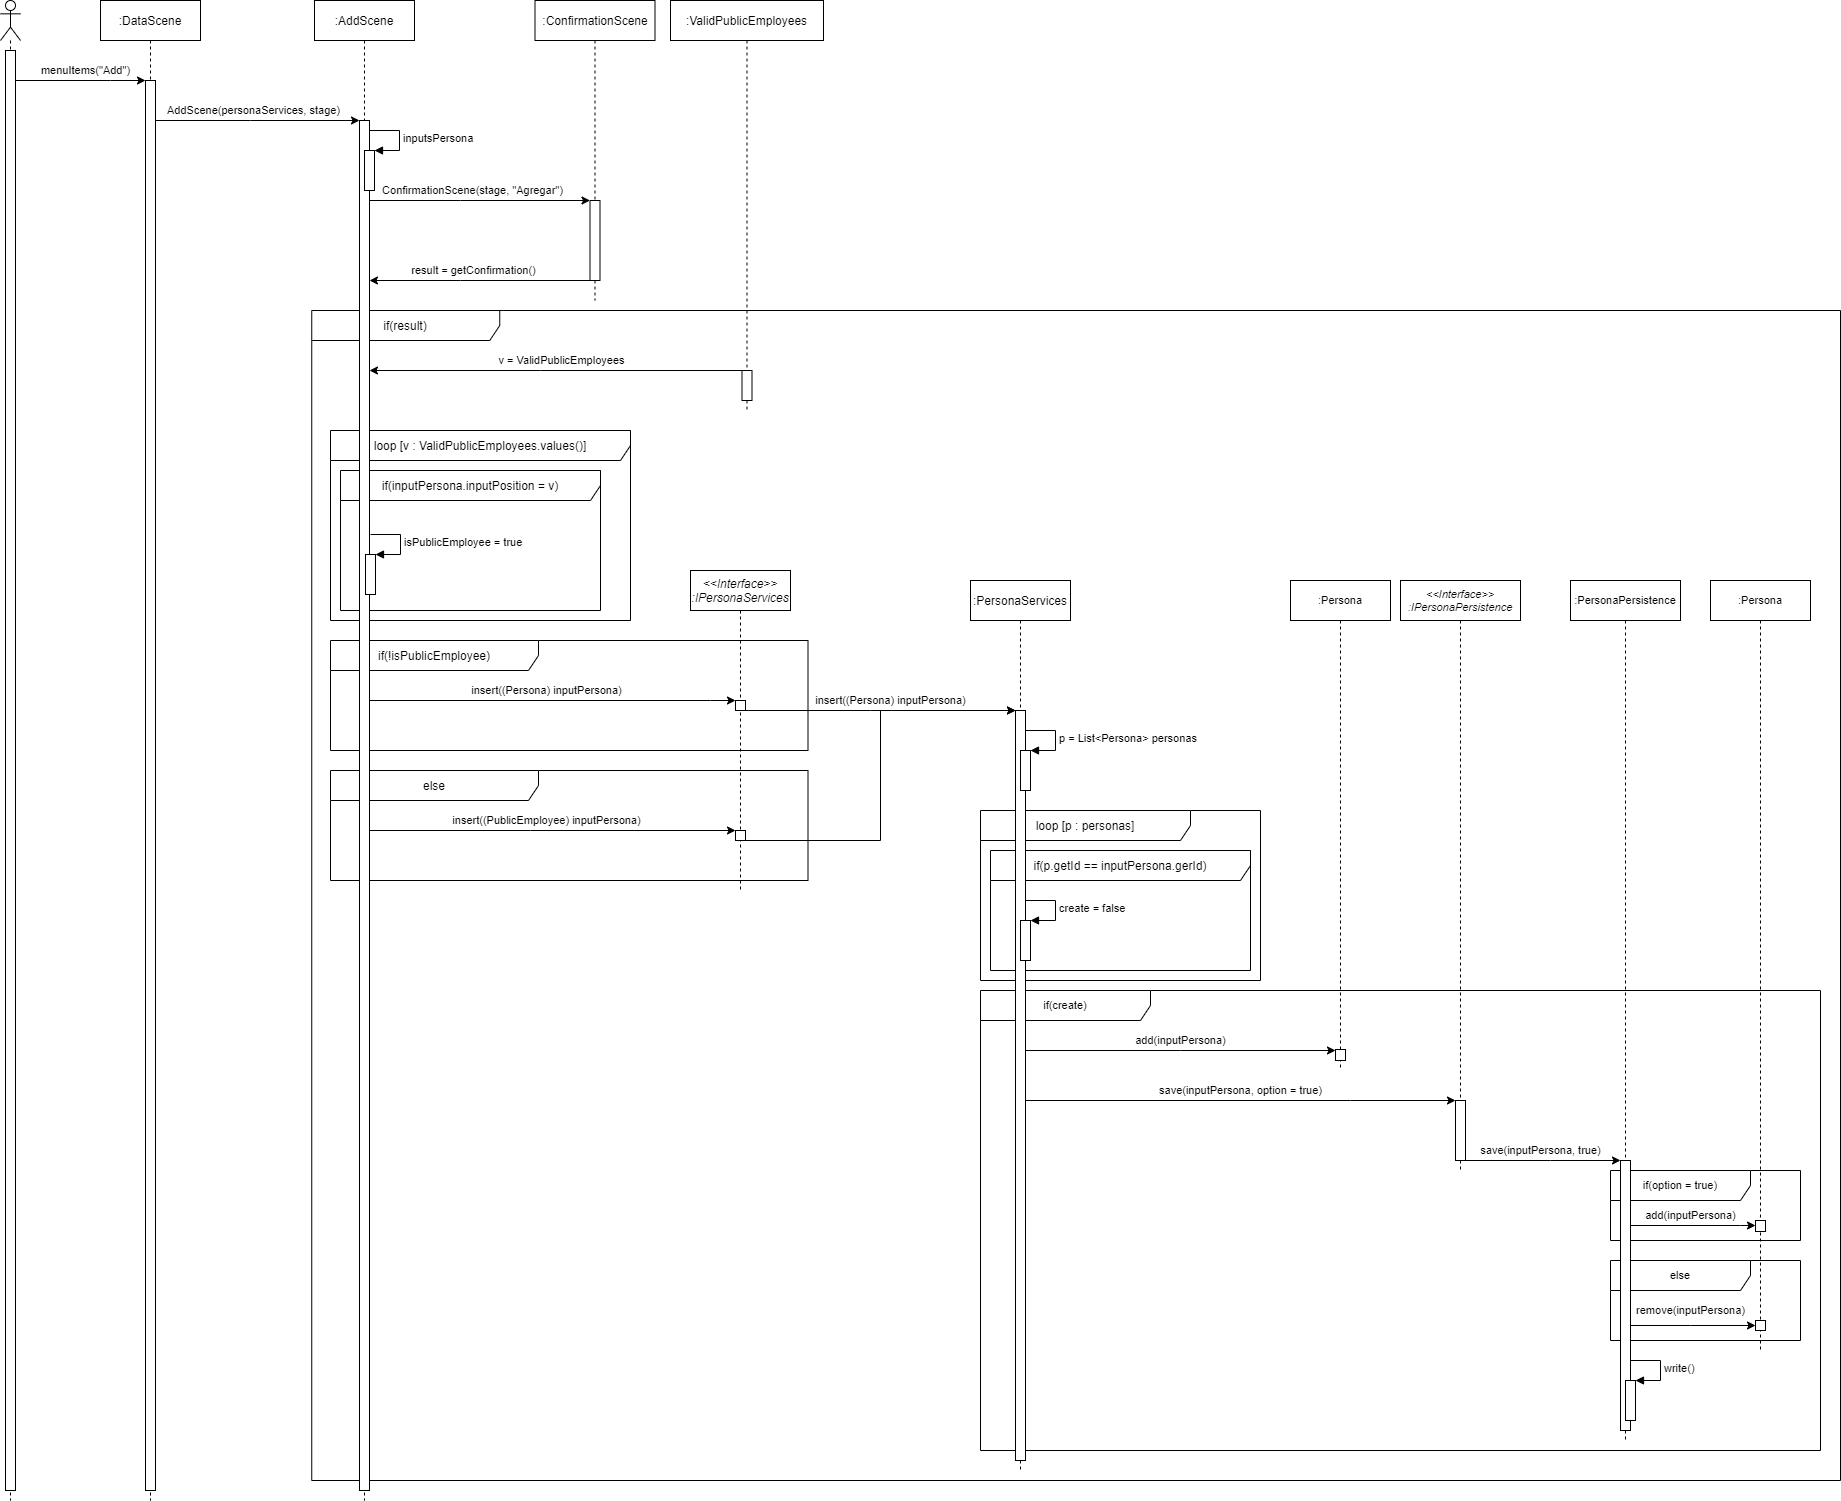 :DataScene
:AddScene
:ConfirmationScene
:ValidPublicEmployees
menuItems("Add")
AddScene(personaServices, stage)
inputsPersona
ConfirmationScene(stage, "Agregar")
result = getConfirmation()
if(result)
v = ValidPublicEmployees
loop [v : ValidPublicEmployees.values()]
if(inputPersona.inputPosition = v)
isPublicEmployee = true
<<Interface>>
:IPersonaServices
:PersonaServices
:Persona
<<Interface>>
:IPersonaPersistence
:PersonaPersistence
:Persona
if(!isPublicEmployee)
insert((Persona) inputPersona)
insert((Persona) inputPersona)
p = List<Persona> personas
else
insert((PublicEmployee) inputPersona)
loop [p : personas]
if(p.getId == inputPersona.gerId)
create = false
if(create)
add(inputPersona)
save(inputPersona, option = true)
save(inputPersona, true)
if(option = true)
add(inputPersona)
else
remove(inputPersona)
write()